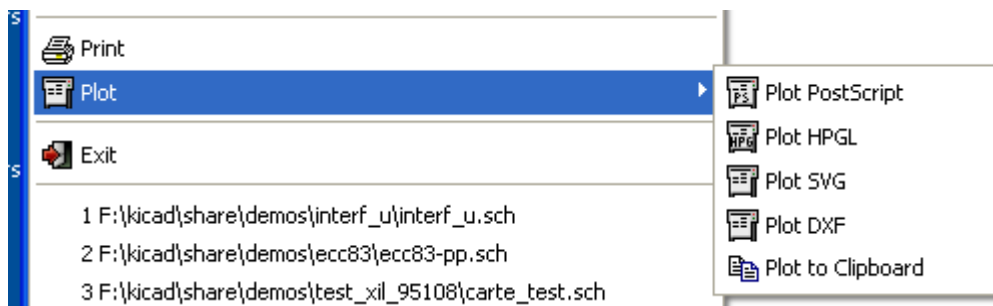 Print
Plot
Exit
1 F:\kicad\share\demos\interf_u\interf_u.sch
2 F:\kicad\share\demos\ecc83\ecc83-pp.sch
3 F:\kicad\share\demos\test_xil_95108\carte_test.sch
Plot PostScript
Plot HPGL
Plot SVG
Plot DXF
Plot to Clipboard